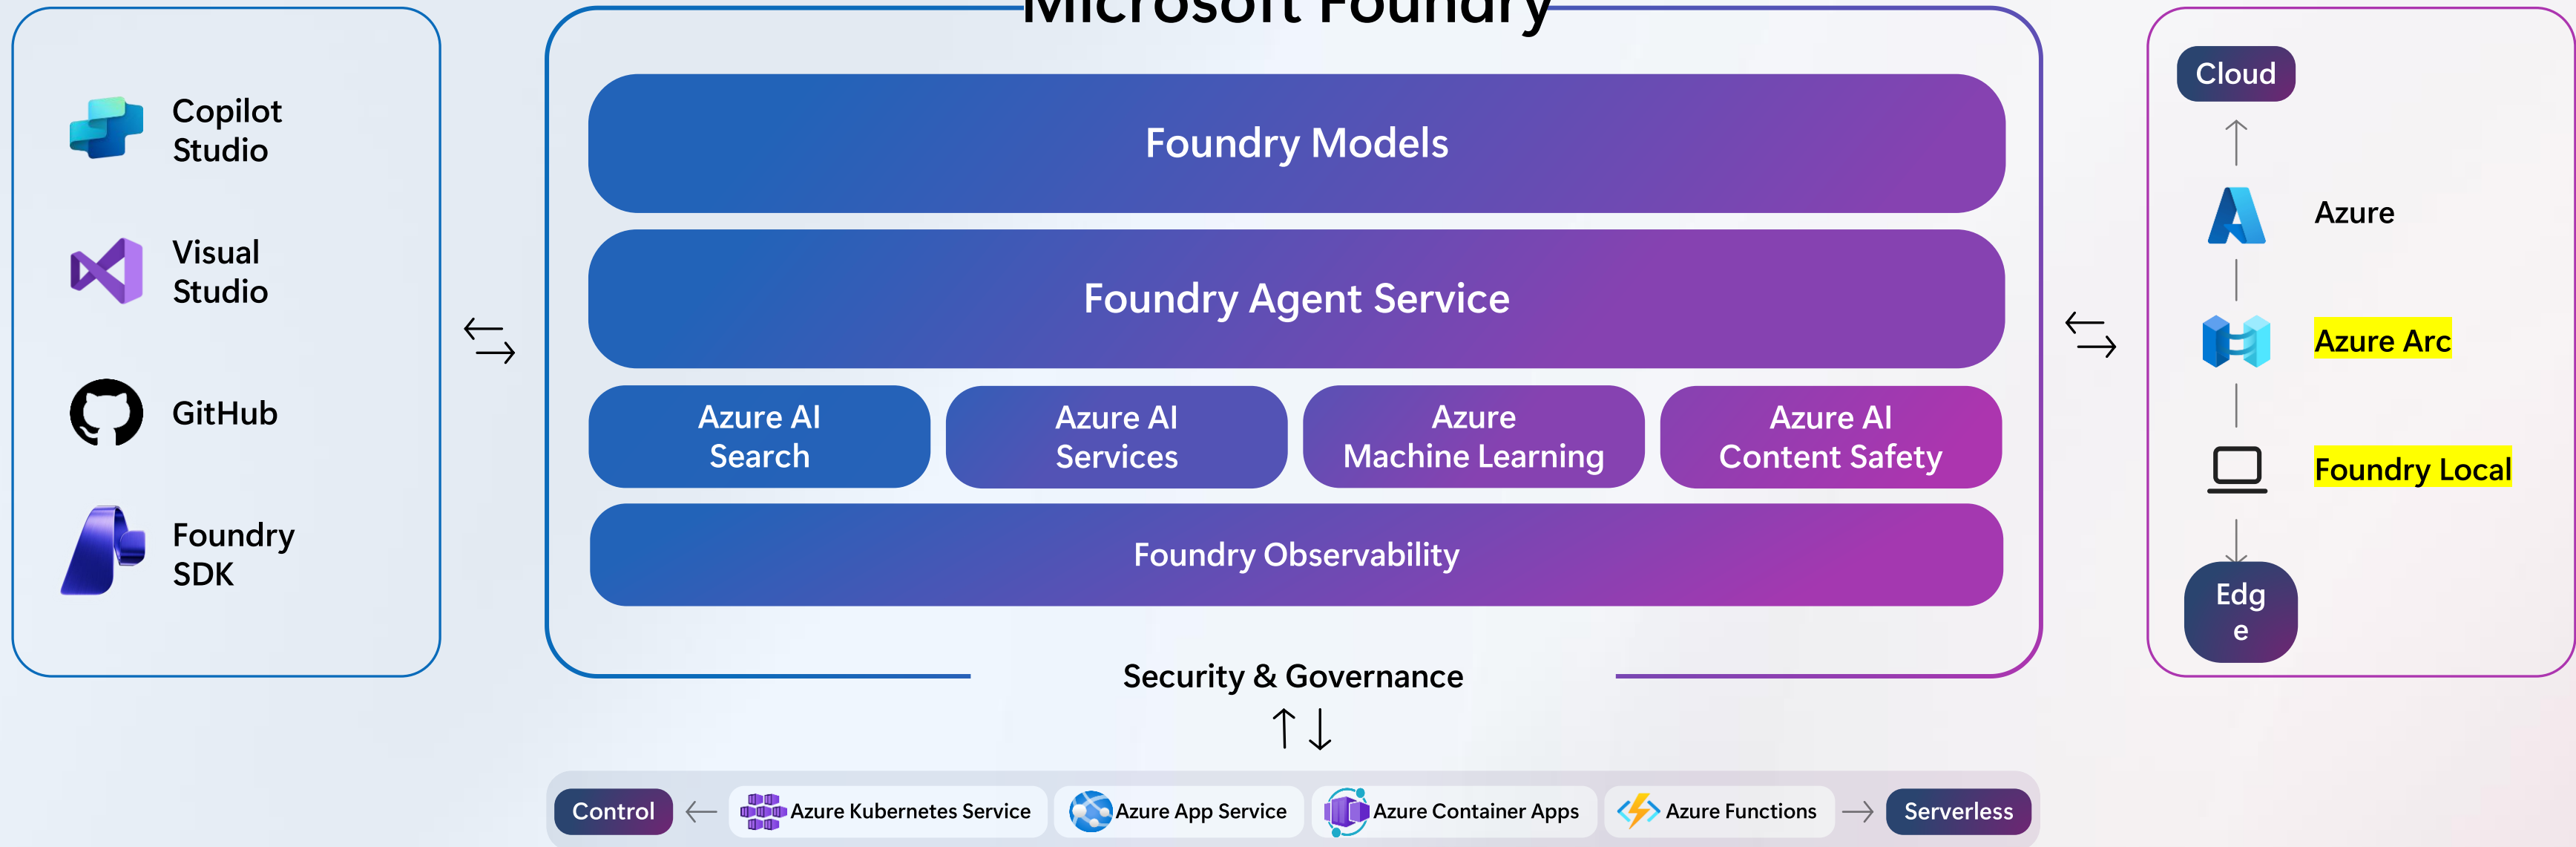 Microsoft Foundry
Copilot
Studio
Visual
Studio
GitHub
Foundry
SDK
Foundry Models
Foundry Agent Service
Azure AI
Search
Azure AI
Services
Azure
Machine Learning
Azure AI
Content Safety
Foundry Observability
Security & Governance
Cloud
Azure
Azure Arc
Foundry Local
Edg
e
Control
Azure Kubernetes Service
Azure App Service
Azure Container Apps
Azure Functions
Serverless